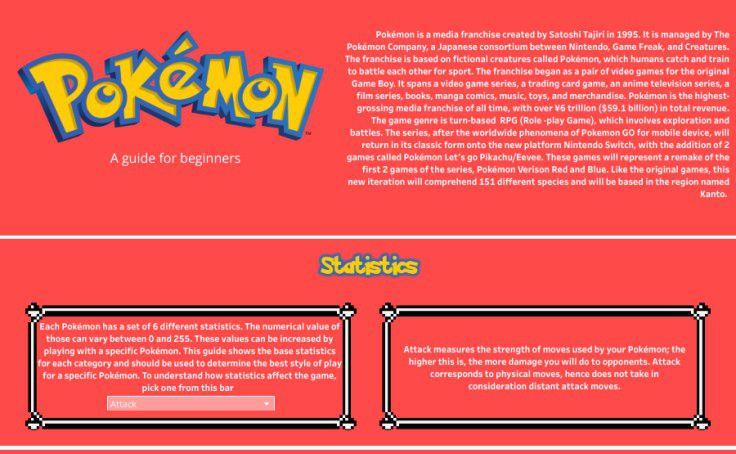 POKéMON
TM
A guide for beginners
Pokémon is a media franchise created by Satoshi Tajiri in 1995. It is managed by The
Pokémon Company, a Japanese consortium between Nintendo, Game Freak, and Creatures.
The franchise is based on fictional creatures called Pokémon, which humans catch and train
to battle each other for sport. The franchise began as a pair of video games for the original
Game Boy. It spans a video game series, a trading card game, an anime television series, a
film series, books, manga comics, music, toys, and merchandise. Pokémon is the highest-
grossing media franchise of all time, with over ¥6 trillion ($59.1 billion) in total revenue.
The game genre is turn-based RPG (Role -play Game), which involves exploration and
battles. The series, after the worldwide phenomena of Pokemon GO for mobile device, will
return in its classic form onto the new platform Nintendo Switch, with the addition of 2
games called Pokémon Let's go Pikachu/Eevee. These games will represent a remake of the
first 2 games of the series, Pokémon Verison Red and Blue. Like the original games, this
new iteration will comprehend 151 different species and will be based in the region named
Kanto.
Statistics
Each Pokémon has a set of 6 different statistics. The numerical value of
those can vary between 0 and 255. These values can be increased by
playing with a specific Pokémon. This guide shows the base statistics
for each category and should be used to determine the best style of play
for a specific Pokémon. To understand how statistics affect the game,
pick one from this bar
Attack
Attack measures the strength of moves used by your Pokémon; the
higher this is, the more damage you will do to opponents. Attack
corresponds to physical moves, hence does not take in
consideration distant attack moves.